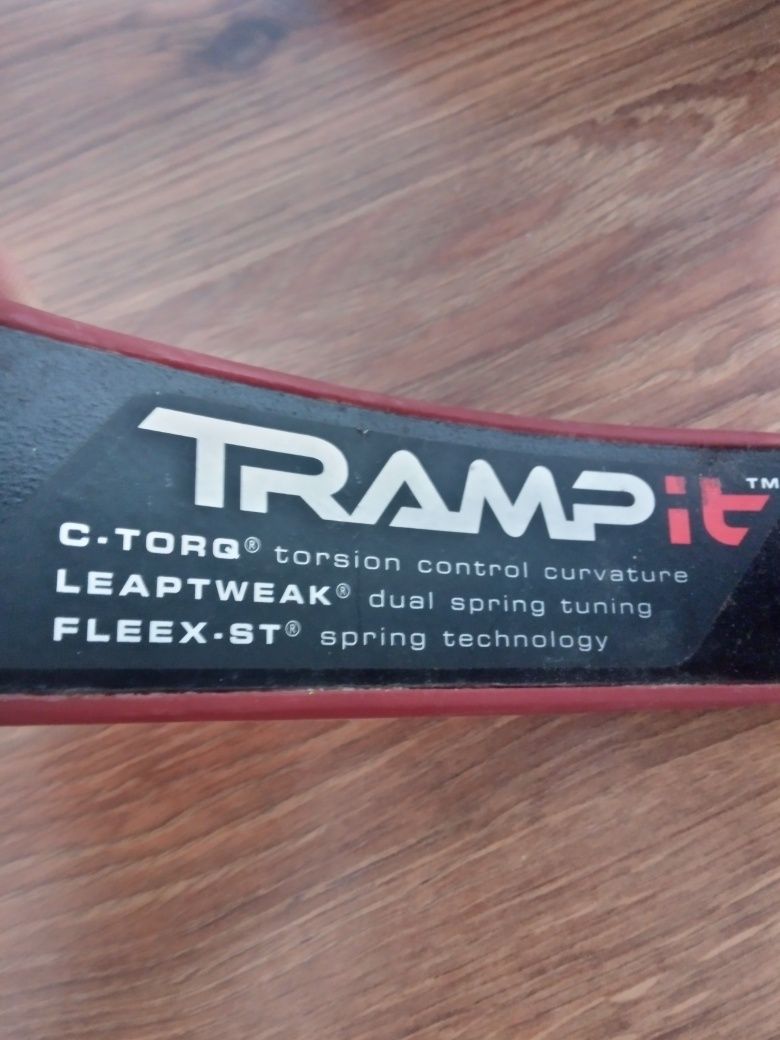 TRAMPit™
C-TORQ® torsion control curvature
LEAPTWEAK® dual spring tuning
FLEEX-ST® spring technology